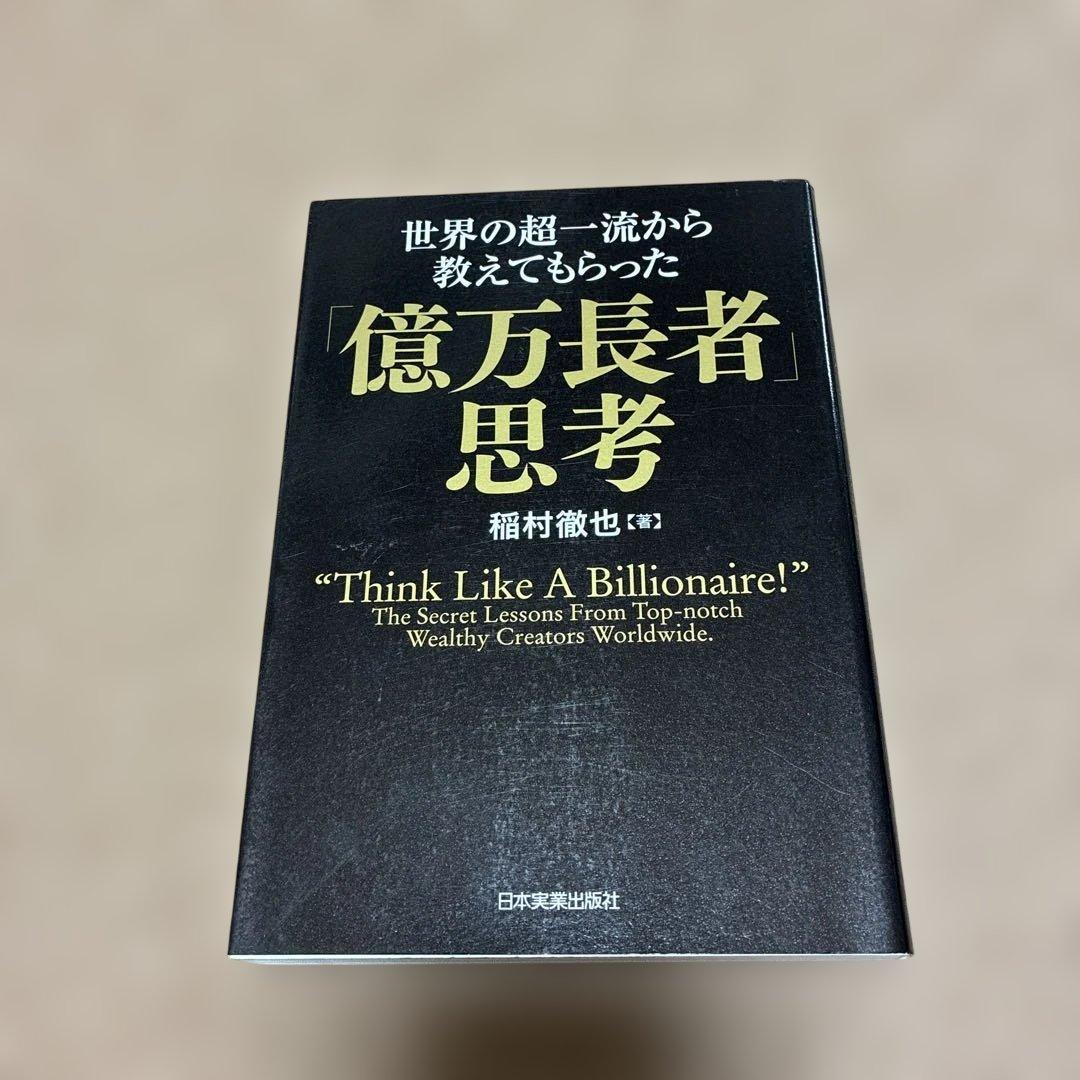 世界の超一流から
教えてもらった
「億万長者」
思考
稲村徹也【著】
“Think Like A Billionaire!”
The Secret Lessons From Top-notch
Wealthy Creators Worldwide.
日本実業出版社